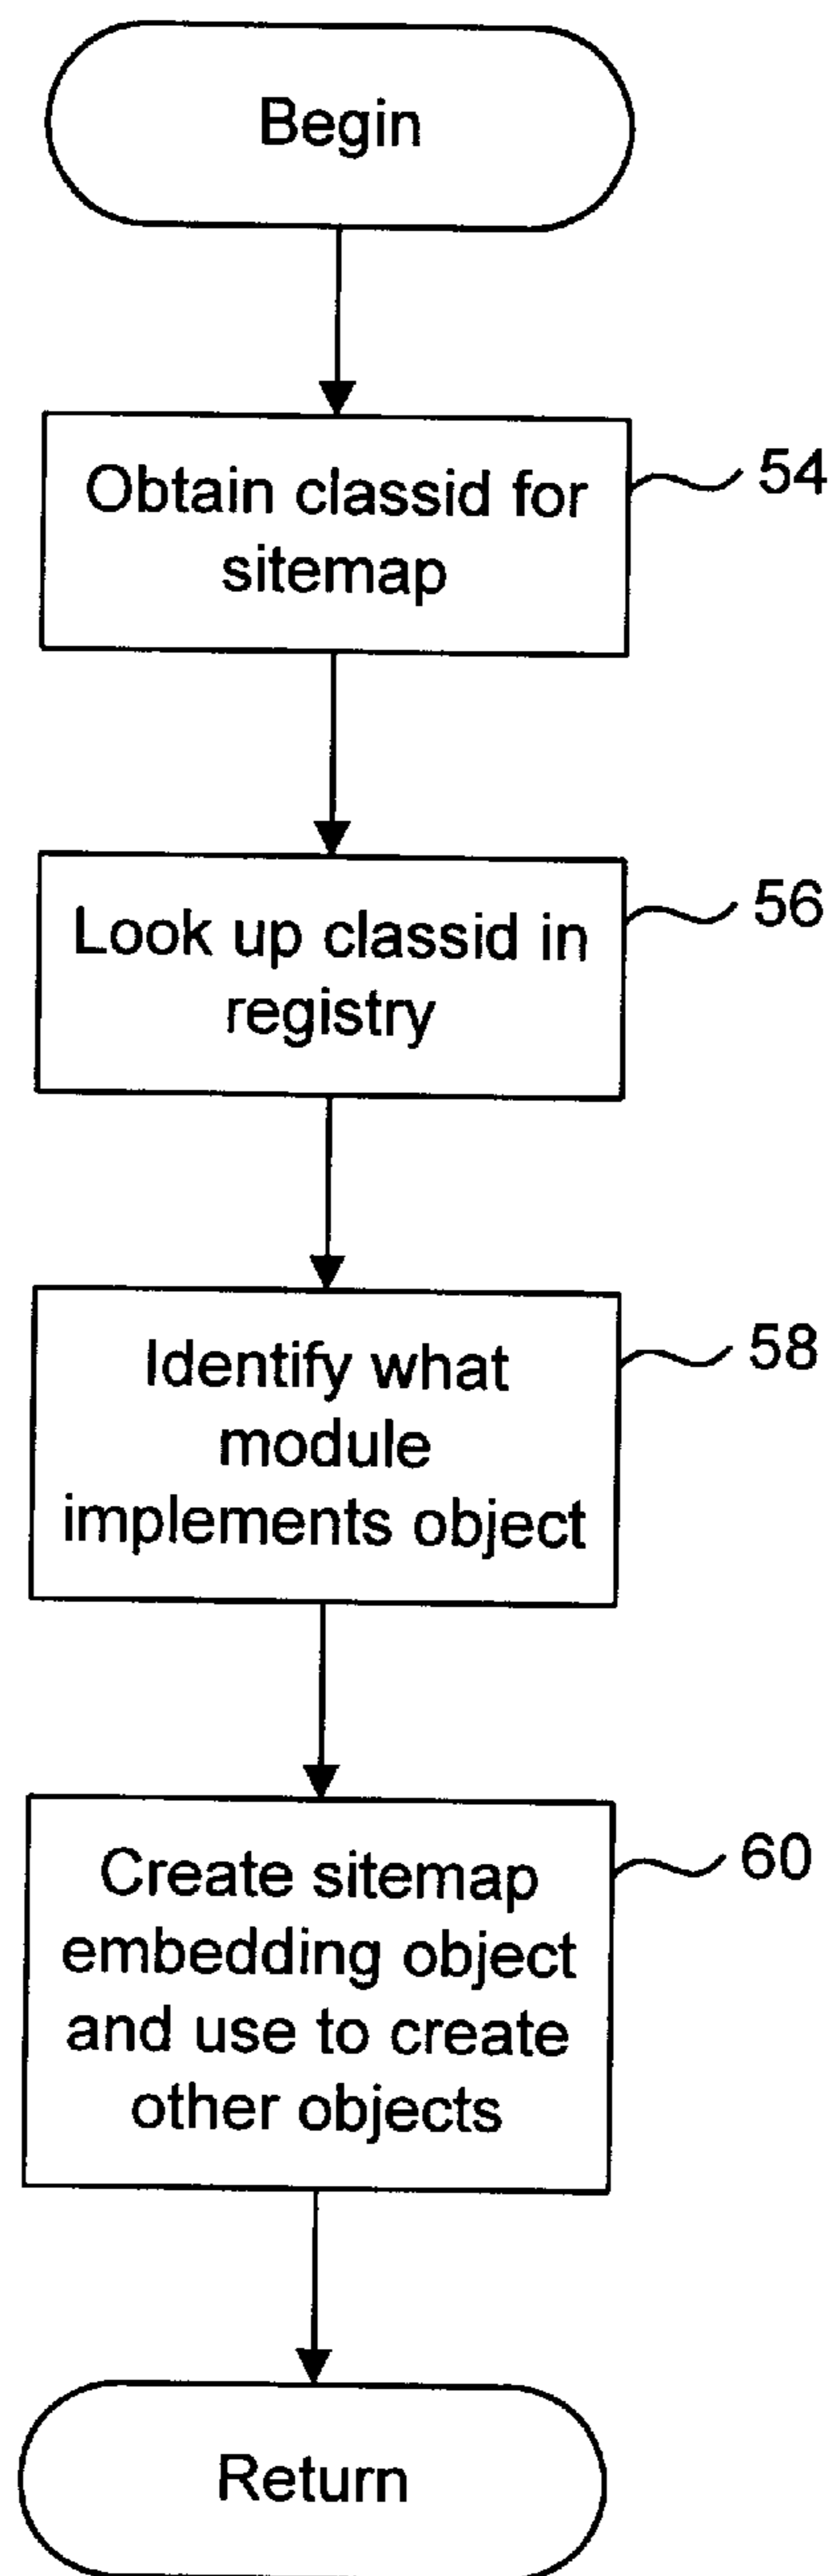 Begin
Obtain classid for
sitemap
54
Look up classid in
registry
56
Identify what
module
implements object
58
Create sitemap
embedding object
and use to create
other objects
60
Return